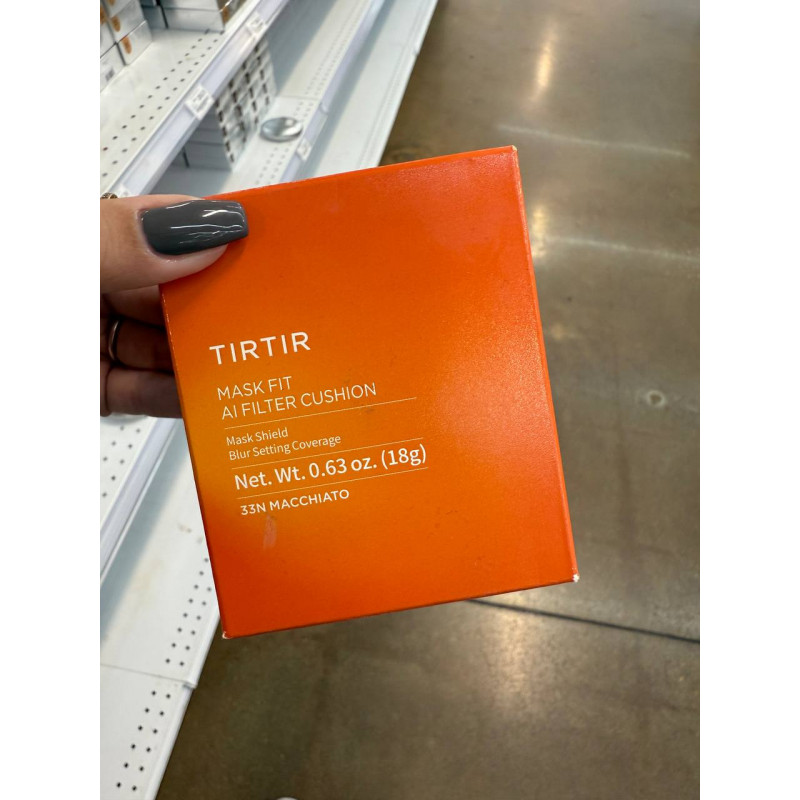 TIRTIR
MASK FIT
AI FILTER CUSHION
Mask Shield
Blur Setting Coverage
Net. Wt. 0.63 oz. (18g)
33N MACCHIATO